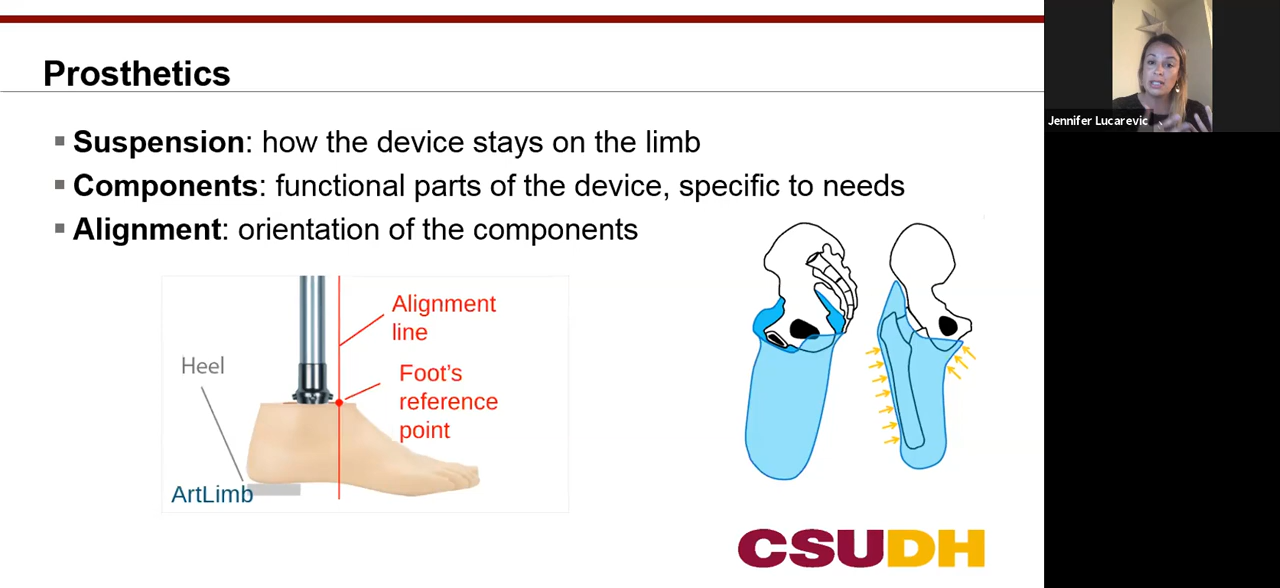 Prosthetics
Suspension: how the device stays on the limb
Components: functional parts of the device, specific to needs
Alignment: orientation of the components
Alignment
line
Heel
Foot's
reference
point
ArtLimb
CSUDH
Jennifer Lucarevic